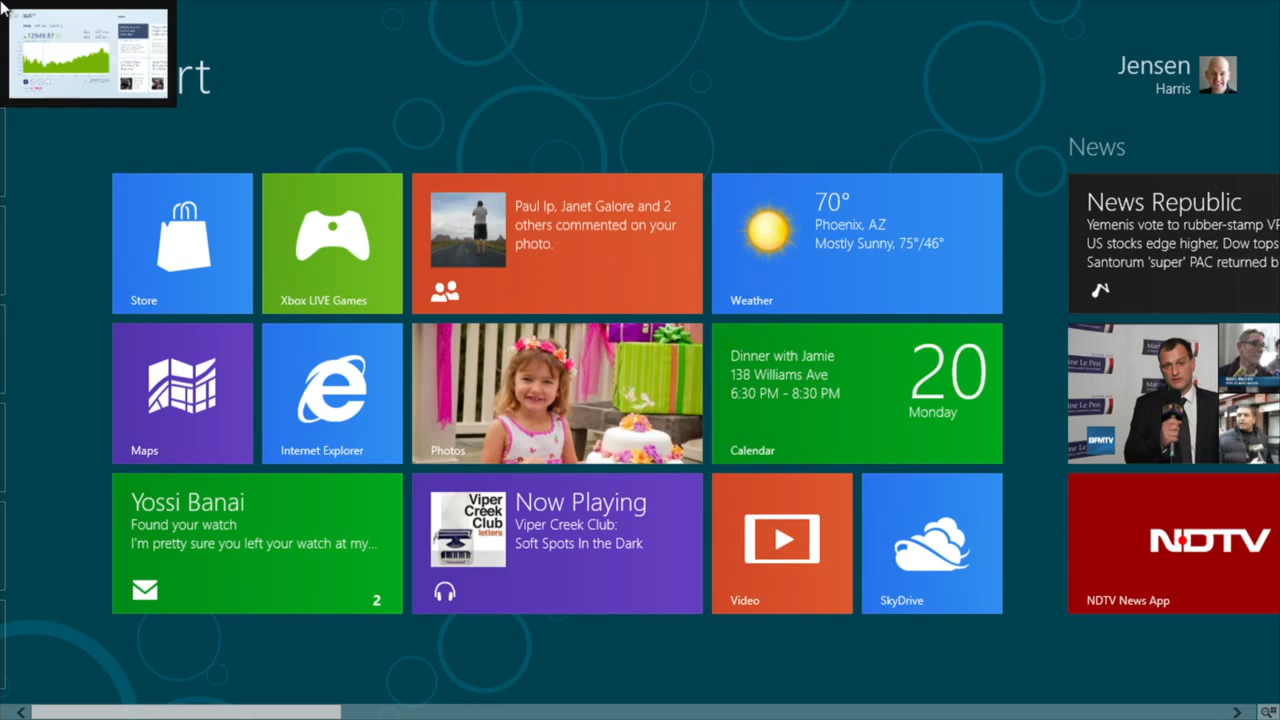 12949.87
rt
Jensen
Harris
News
Store
Xbox LIVE Games
Paul Ip, Janet Galore and 2
others commented on your
photo.
70°
Phoenix, AZ
Mostly Sunny, 75°/46°
Weather
News Republic
Yemenis vote to rubber-stamp VP
US stocks edge higher, Dow tops
Santorum 'super' PAC returned b
Maps
Internet Explorer
Photos
Dinner with Jamie
138 Williams Ave
6:30 PM - 8:30 PM
20
Monday
Calendar
BFMTV
Yossi Banai
Found your watch
I'm pretty sure you left your watch at my...
2
Viper
Creek
Club
letters
Now Playing
Viper Creek Club:
Soft Spots In the Dark
Video
SkyDrive
NDTV
NDTV News App